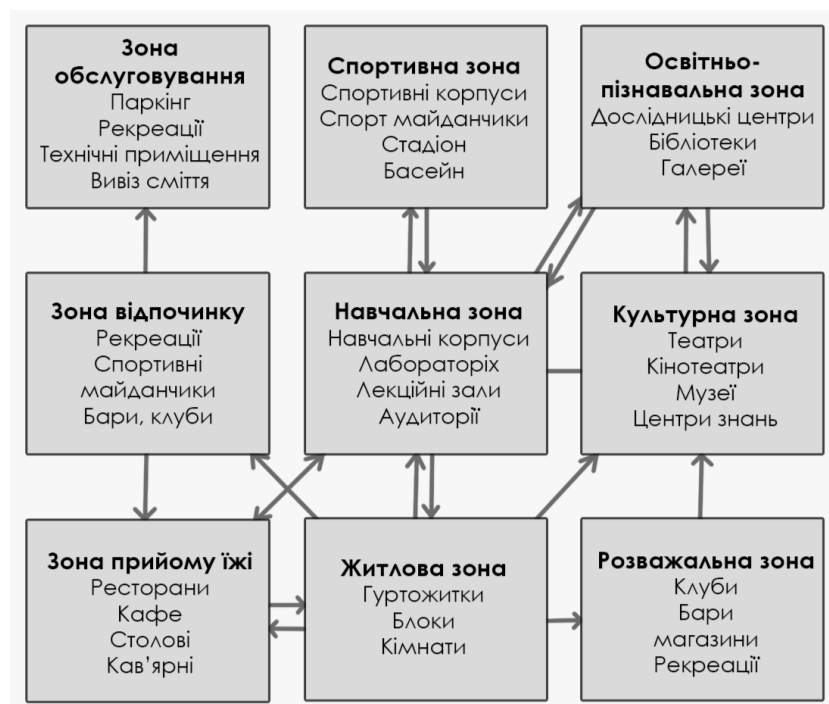 Зона
обслуговування
Паркінг
Рекреації
Технічні приміщення
Вивіз сміття
Спортивна зона
Спортивні корпуси
Спорт майданчики
Стадіон
Басейн
Освітньо-
пізнавальна зона
Дослідницькі центри
Бібліотеки
Галереї
Зона відпочинку
Рекреації
Спортивні
майданчики
Бари, клуби
Навчальна зона
Навчальні корпуси
Лабораторіх
Лекційні зали
Аудиторії
Культурна зона
Театри
Кінотеатри
Музеї
Центри знань
Зона прийому їжі
Ресторани
Кафе
Столові
Кав’ярні
Житлова зона
Гуртожитки
Блоки
Кімнати
Розважальна зона
Клуби
Бари
магазини
Рекреації